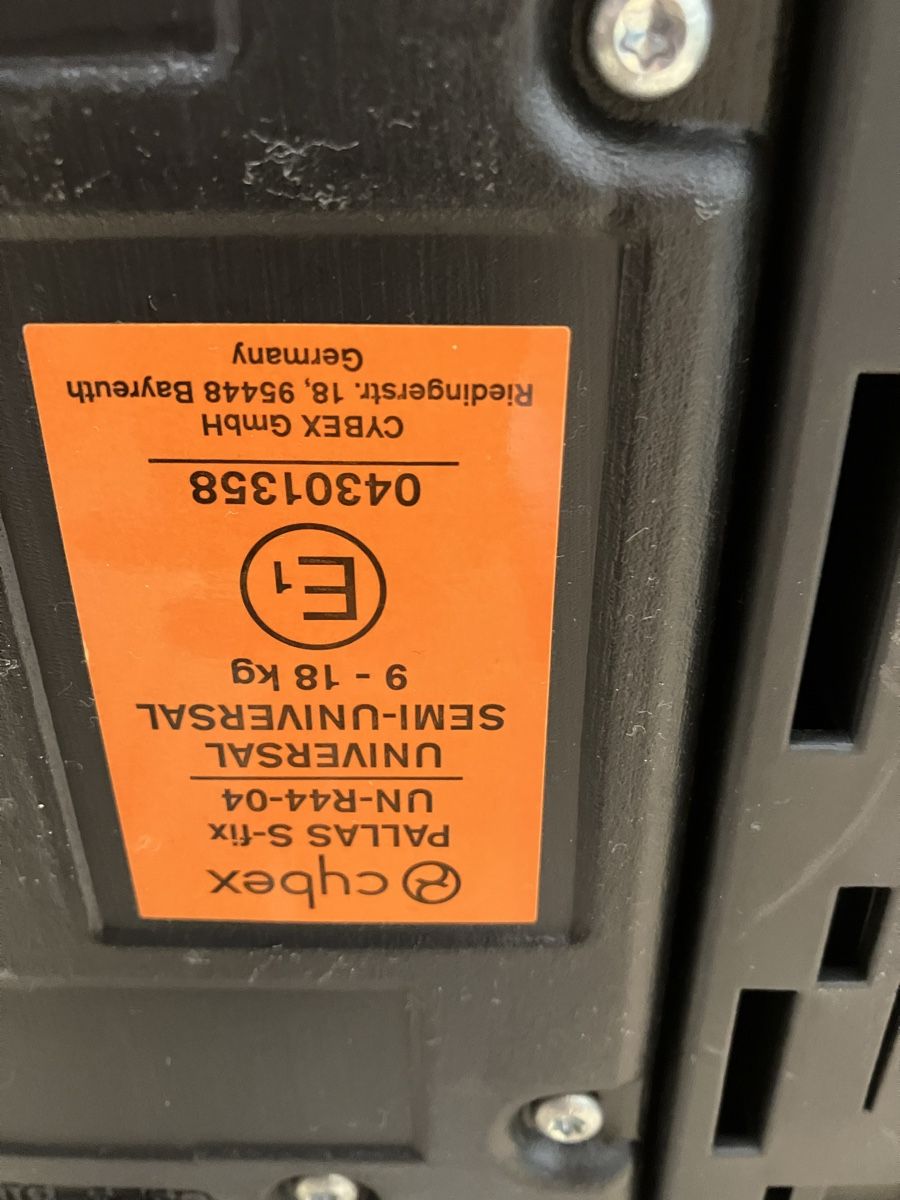 cybex
PALLAS S-fix
UN-R44-04
UNIVERSAL
SEMI-UNIVERSAL
9 - 18 kg
E1
04301358
CYBEX GmbH
Riedingerstr. 18, 95448 Bayreuth
Germany